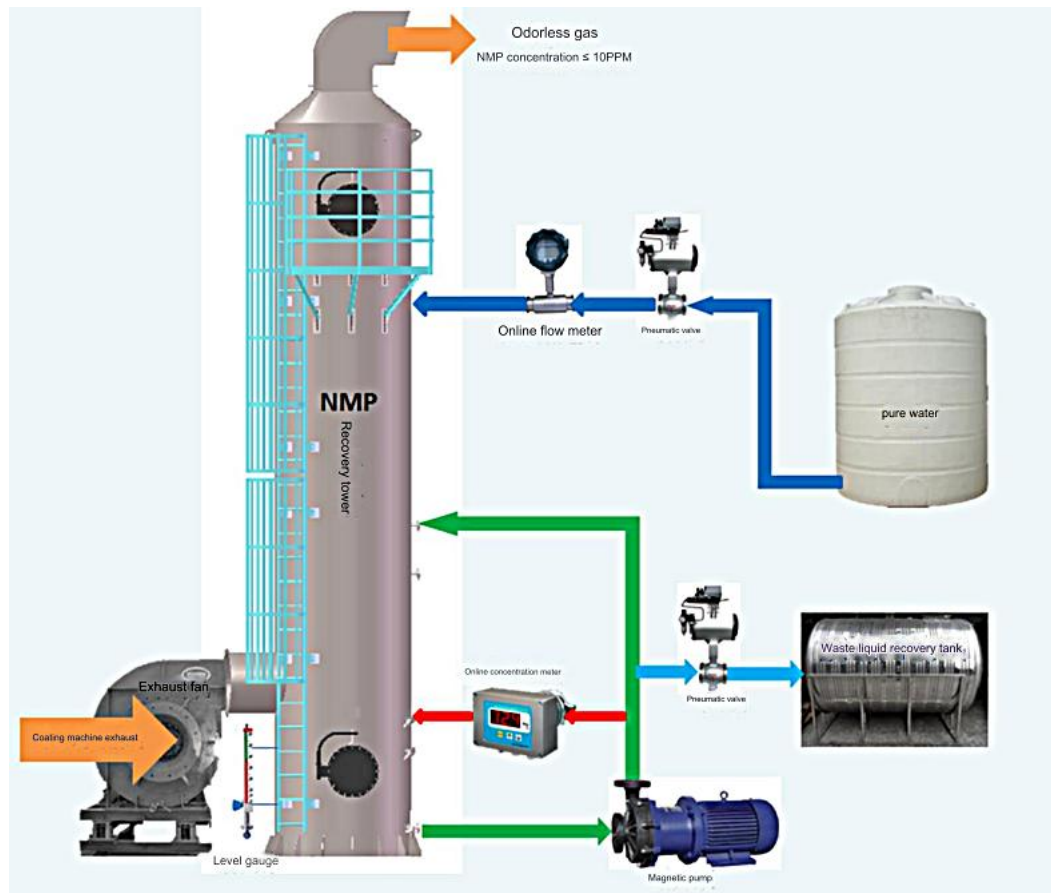 Odorless gas
NMP concentration ≤ 10PPM
Online flow meter
Pneumatic valve
pure water
NMP
Recovery tower
Exhaust fan
Coating machine exhaust
Online concentration meter
Pneumatic valve
Waste liquid recovery tank
Level gauge
Magnetic pump